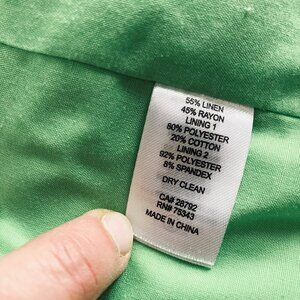 55% LINEN
45% RAYON
LINING 1
80% POLYESTER
20% COTTON
LINING 2
92% POLYESTER
8% SPANDEX
DRY CLEAN
CA# 28702
RN# 75343
MADE IN CHINA